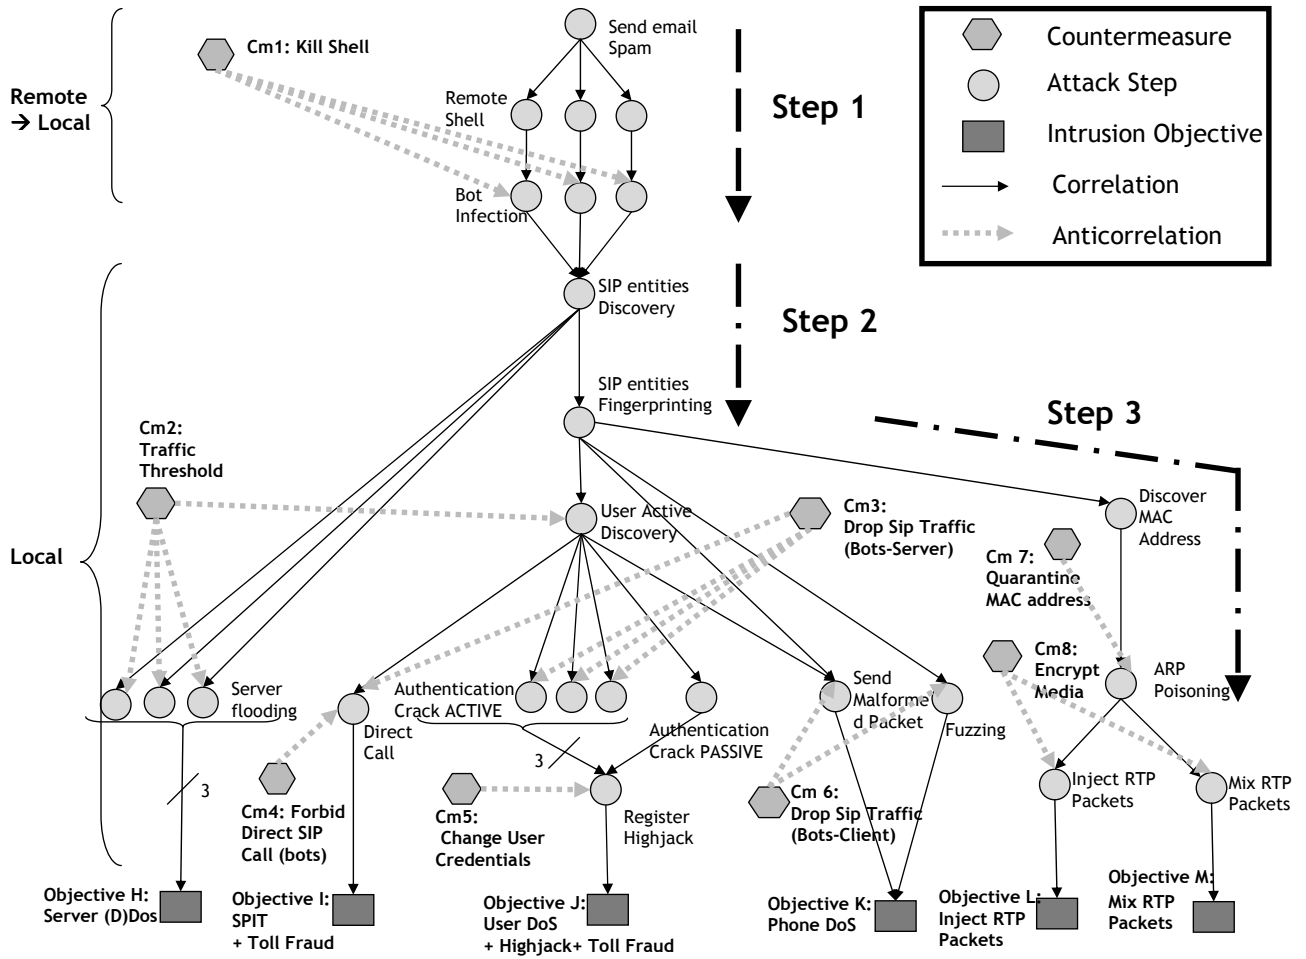 Send email
Spam
Cm1: Kill Shell
Remote
→ Local
Remote
Shell
Bot
Infection
Step 1
Countermeasure
Attack Step
Intrusion Objective
Correlation
Anticorrelation
SIP entities
Discovery
Step 2
SIP entities
Fingerprinting
Step 3
Cm2:
Traffic
Threshold
Local
User Active
Discovery
Cm3:
Drop Sip Traffic
(Bots-Server)
Discover
MAC
Address
Cm 7:
Quarantine
MAC address
Cm8:
Encrypt
Media
ARP
Poisoning
Server
flooding
3
Direct
Call
Authentication
Crack ACTIVE
3
Authentication
Crack PASSIVE
Send
Malforme
d Packet
Fuzzing
Cm4: Forbid
Direct SIP
Call (bots)
Cm5:
Change User
Credentials
Register
Highjack
Cm 6:
Drop Sip Traffic
(Bots-Client)
Inject RTP
Packets
Mix RTP
Packets
Objective H:
Server (D)Dos
Objective I:
SPIT
+ Toll Fraud
Objective J:
User DoS
+ Highjack+ Toll Fraud
Objective K:
Phone DoS
Objective L:
Inject RTP
Packets
Objective M:
Mix RTP
Packets